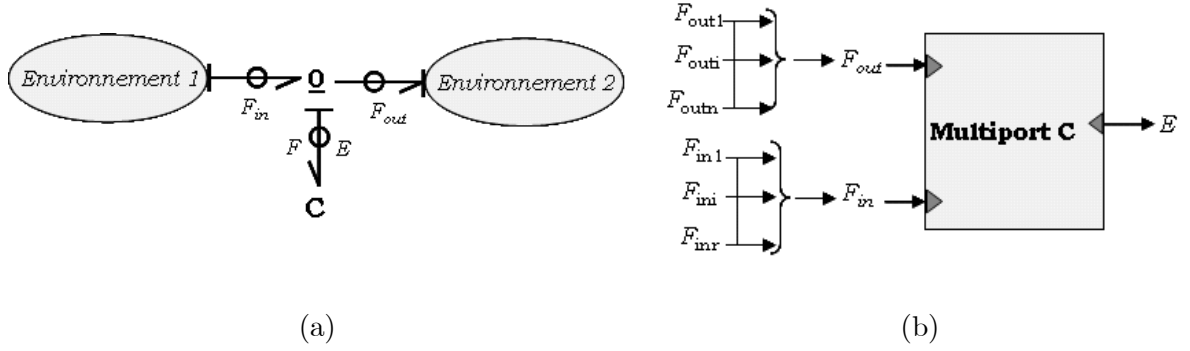 Environnement 1
F_in
0
F_out
Environnement 2
F E
C
(a)
F_out1
F_outi
F_outn
F_out
F_in1
F_ini
F_inr
F_in
Multiport C
E
(b)